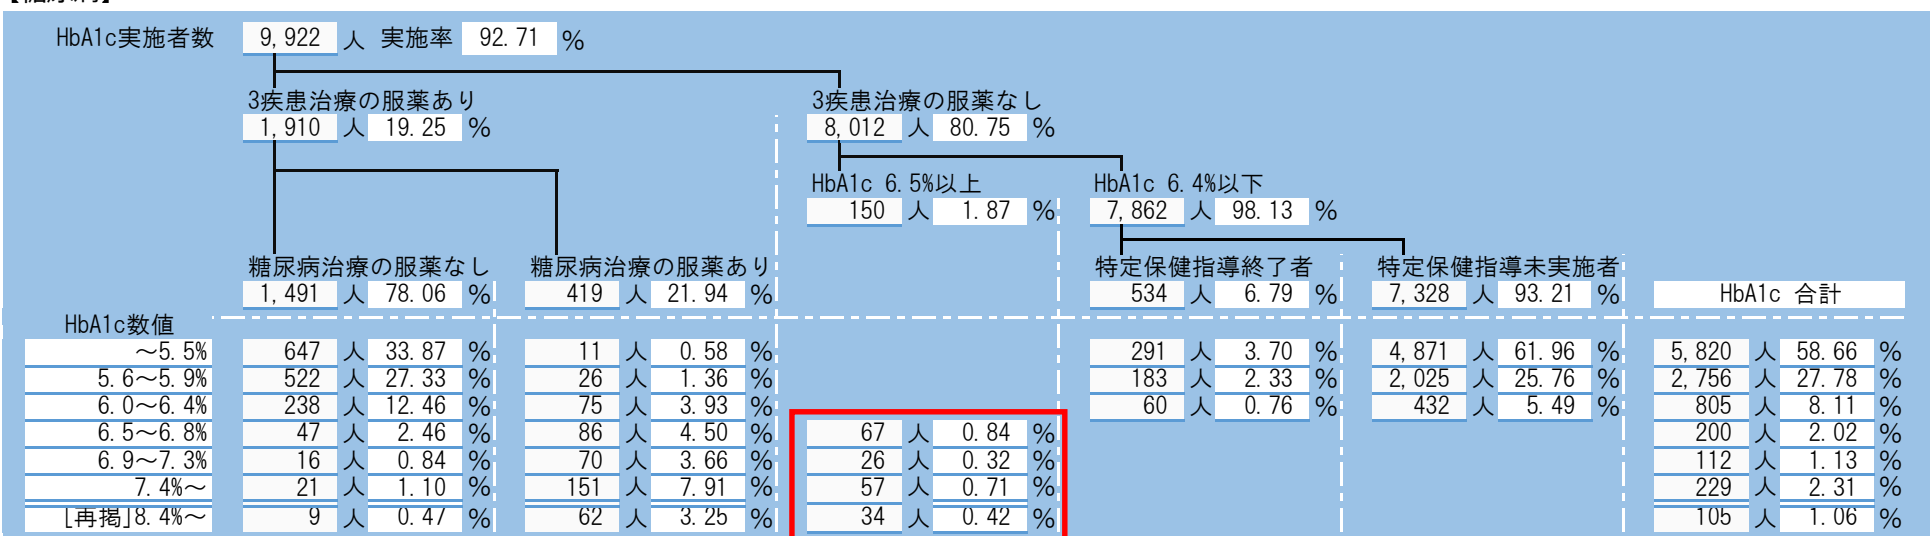 HbA1c実施者数 9,922 人 実施率 92.71 %
3疾患治療の服薬あり 3疾患治療の服薬なし
1,910 人 19.25 % 8,012 人 80.75 %
HbA1c 6.5%以上 HbA1c 6.4%以下
150 人 1.87 % 7,862 人 98.13 %
糖尿病治療の服薬なし 糖尿病治療の服薬あり 特定保健指導終了者 特定保健指導未実施者
1,491 人 78.06 % 419 人 21.94 % 534 人 6.79 % 7,328 人 93.21 % HbA1c 合計
HbA1c数値
～5.5% 647 人 33.87 % 11 人 0.58 % 291 人 3.70 % 4,871 人 61.96 % 5,820 人 58.66 %
5.6～5.9% 522 人 27.33 % 26 人 1.36 % 183 人 2.33 % 2,025 人 25.76 % 2,756 人 27.78 %
6.0～6.4% 238 人 12.46 % 75 人 3.93 % 60 人 0.76 % 432 人 5.49 % 805 人 8.11 %
6.5～6.8% 47 人 2.46 % 86 人 4.50 % 67 人 0.84 % 200 人 2.02 %
6.9～7.3% 16 人 0.84 % 70 人 3.66 % 26 人 0.32 % 112 人 1.13 %
7.4%～ 21 人 1.10 % 151 人 7.91 % 57 人 0.71 % 229 人 2.31 %
[再掲]8.4%～ 9 人 0.47 % 62 人 3.25 % 34 人 0.42 % 105 人 1.06 %